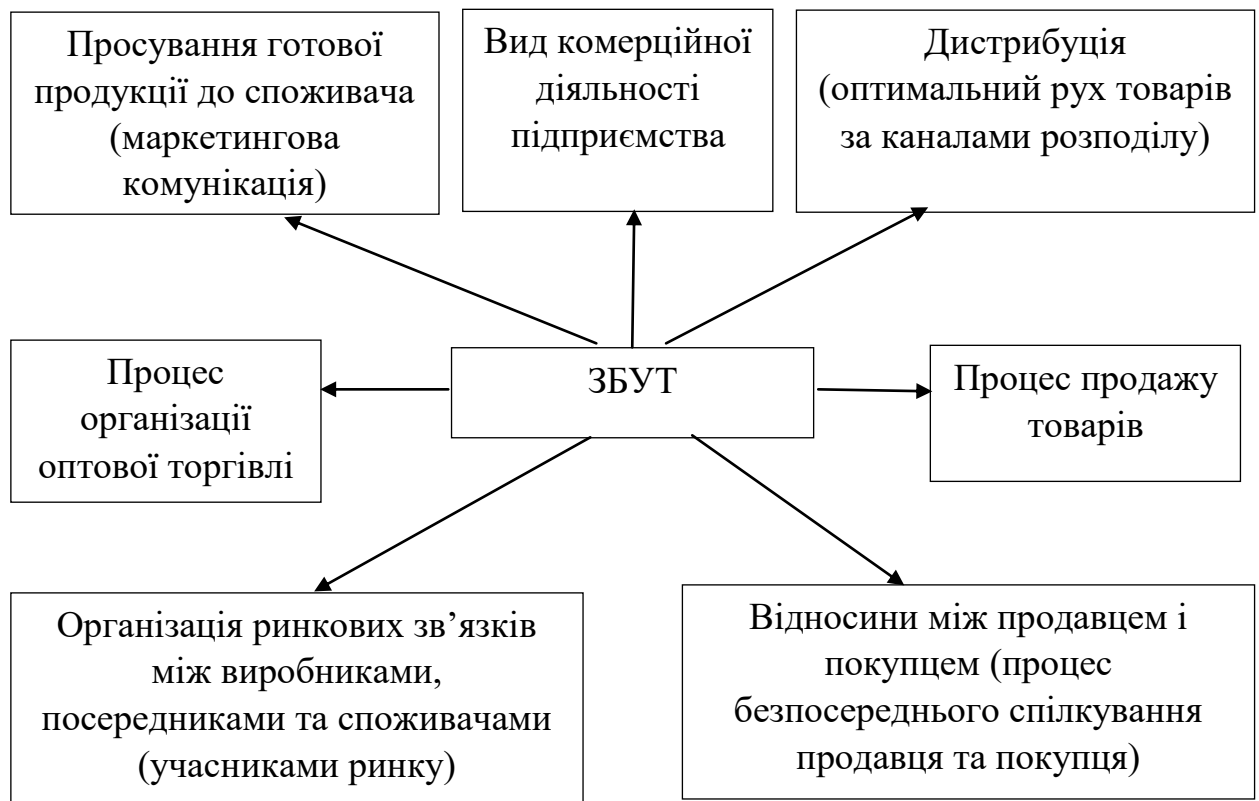 Просування готової
продукції до споживача
(маркетингова
комунікація)
Вид комерційної
діяльності
підприємства
Дистрибуція
(оптимальний рух товарів
за каналами розподілу)
Процес
організації
оптової торгівлі
ЗБУТ
Процес продажу
товарів
Організація ринкових зв’язків
між виробниками,
посередниками та споживачами
(учасниками ринку)
Відносини між продавцем і
покупцем (процес
безпосереднього спілкування
продавця та покупця)